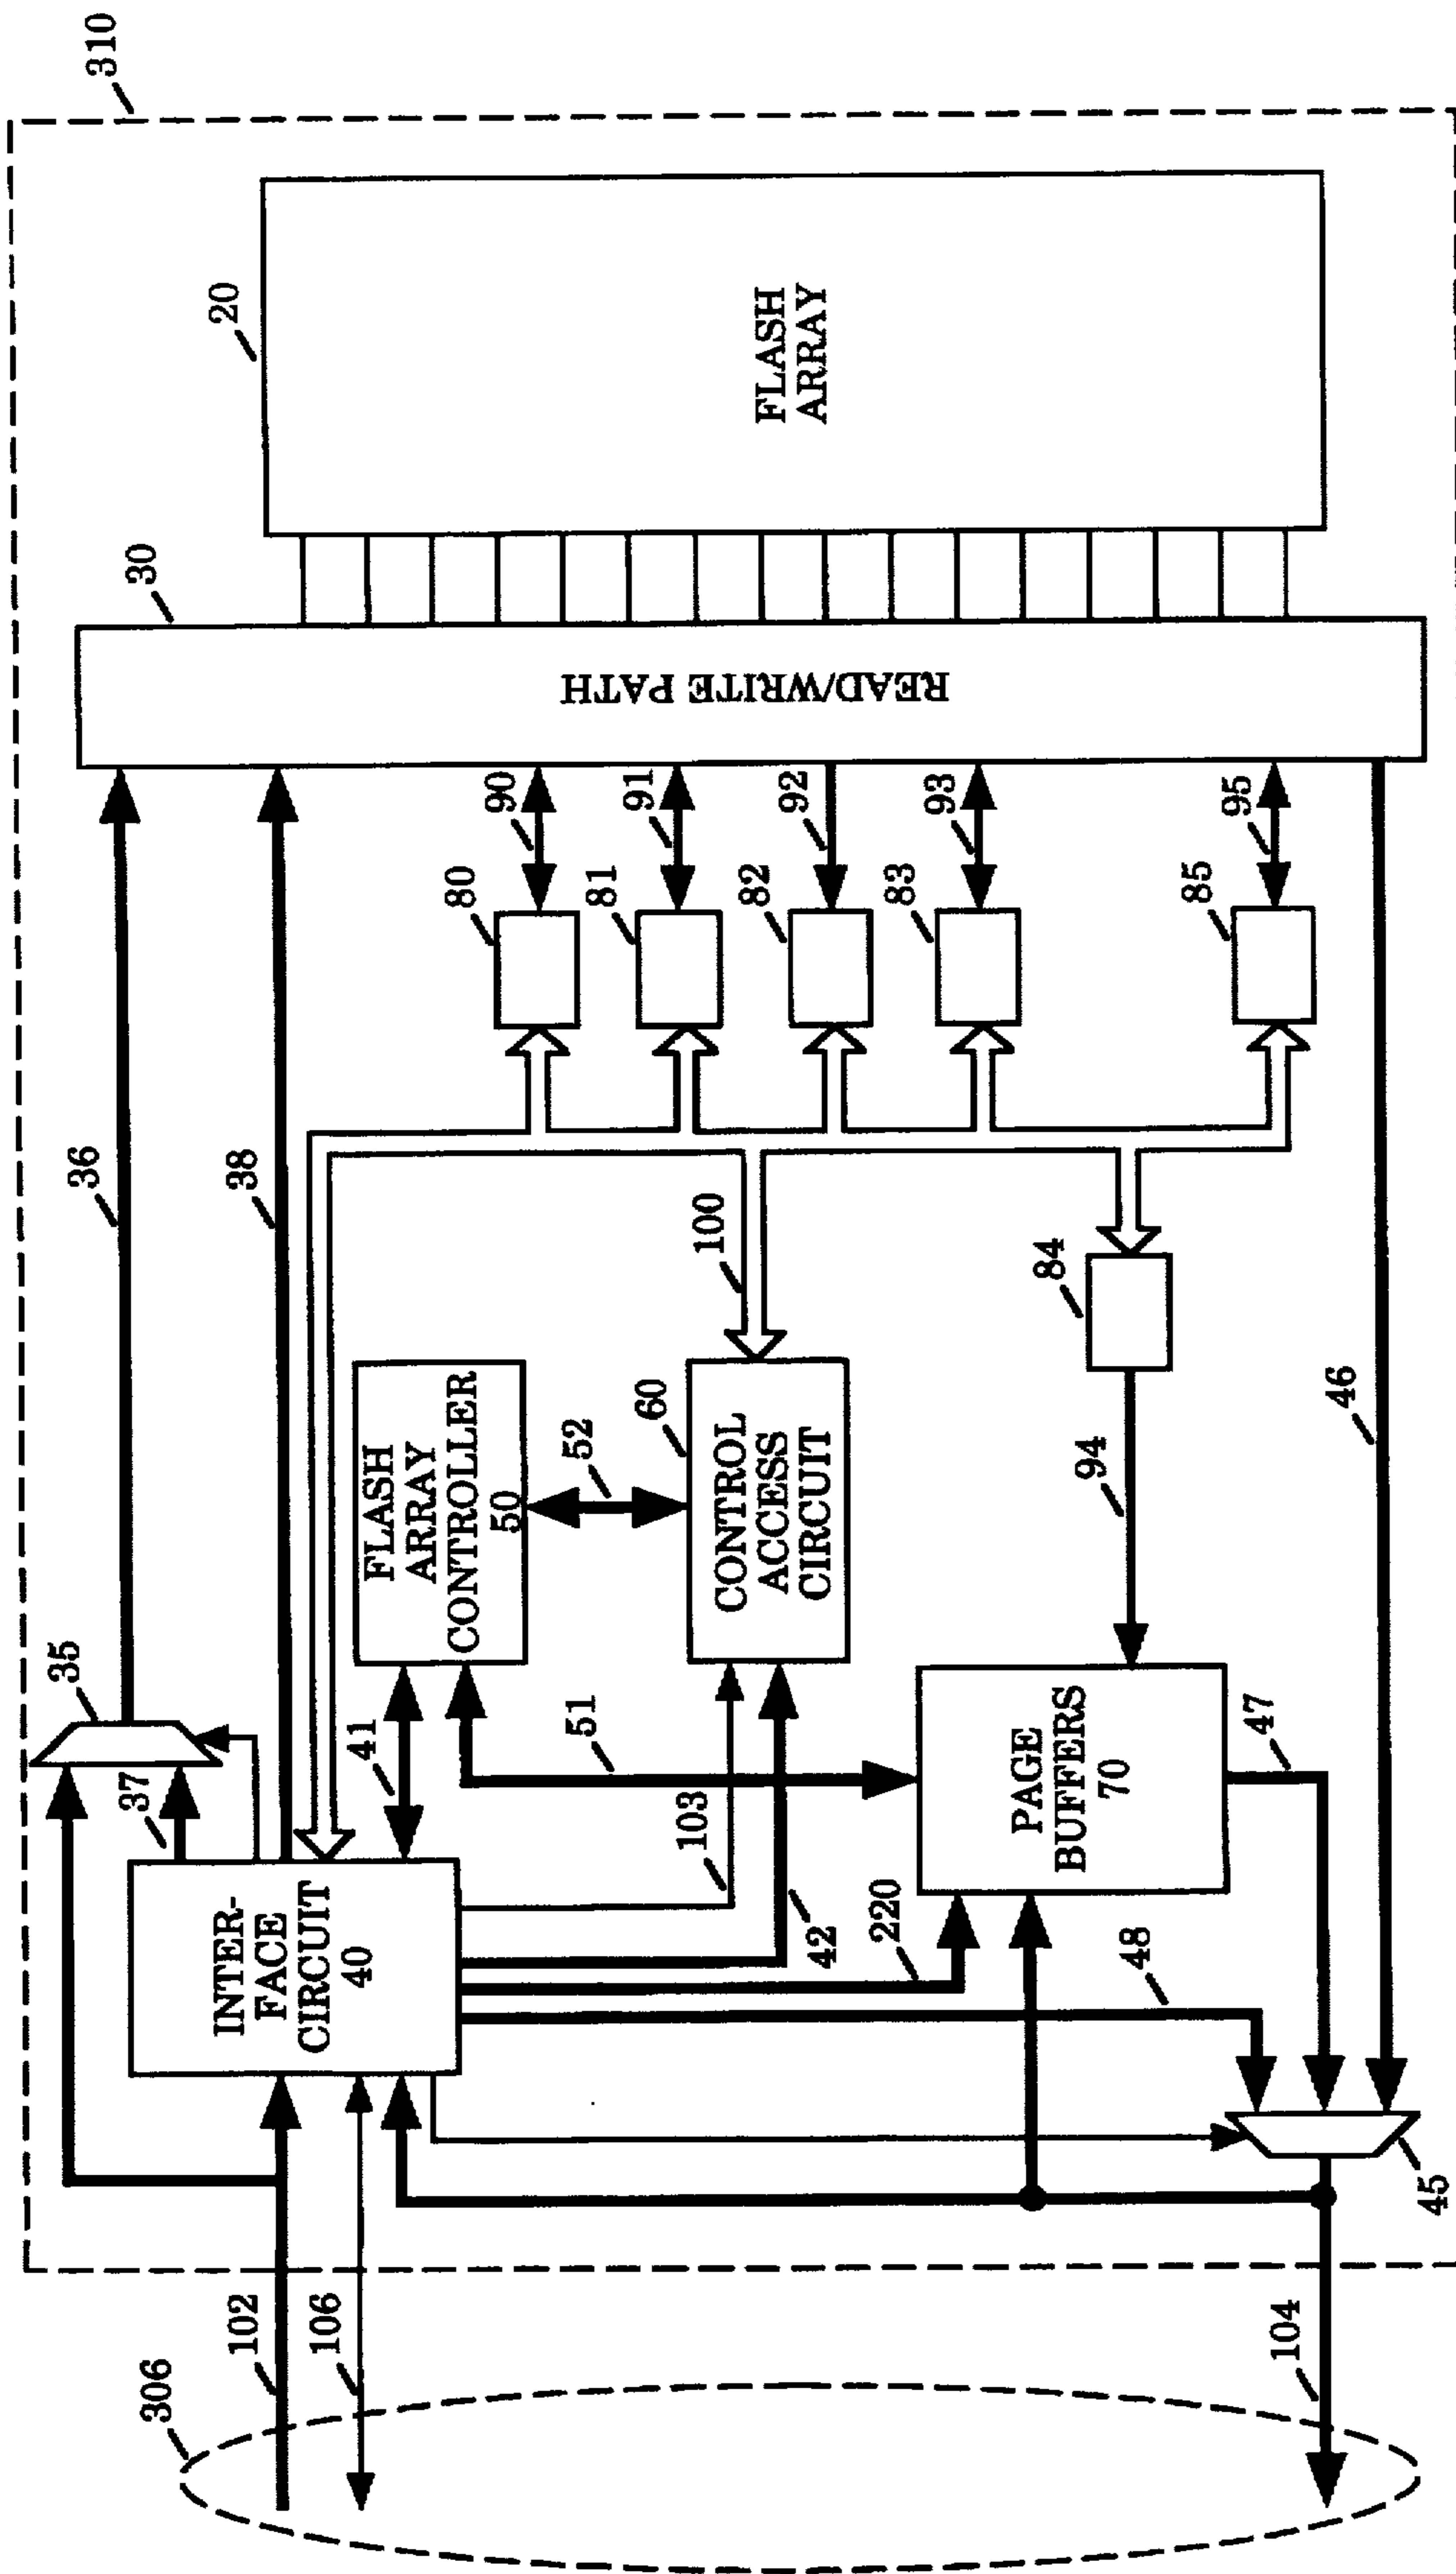 310
20
FLASH
ARRAY
30
READ/WRITE PATH
36
38
90
91
92
93
95
80
81
82
83
85
100
84
94
46
35
37
FLASH
ARRAY
CONTROLLER
50
52
60
CONTROL
ACCESS
CIRCUIT
41
51
103
42
INTER-
FACE
CIRCUIT
40
PAGE
BUFFERS
70
47
220
48
45
102
106
104
306